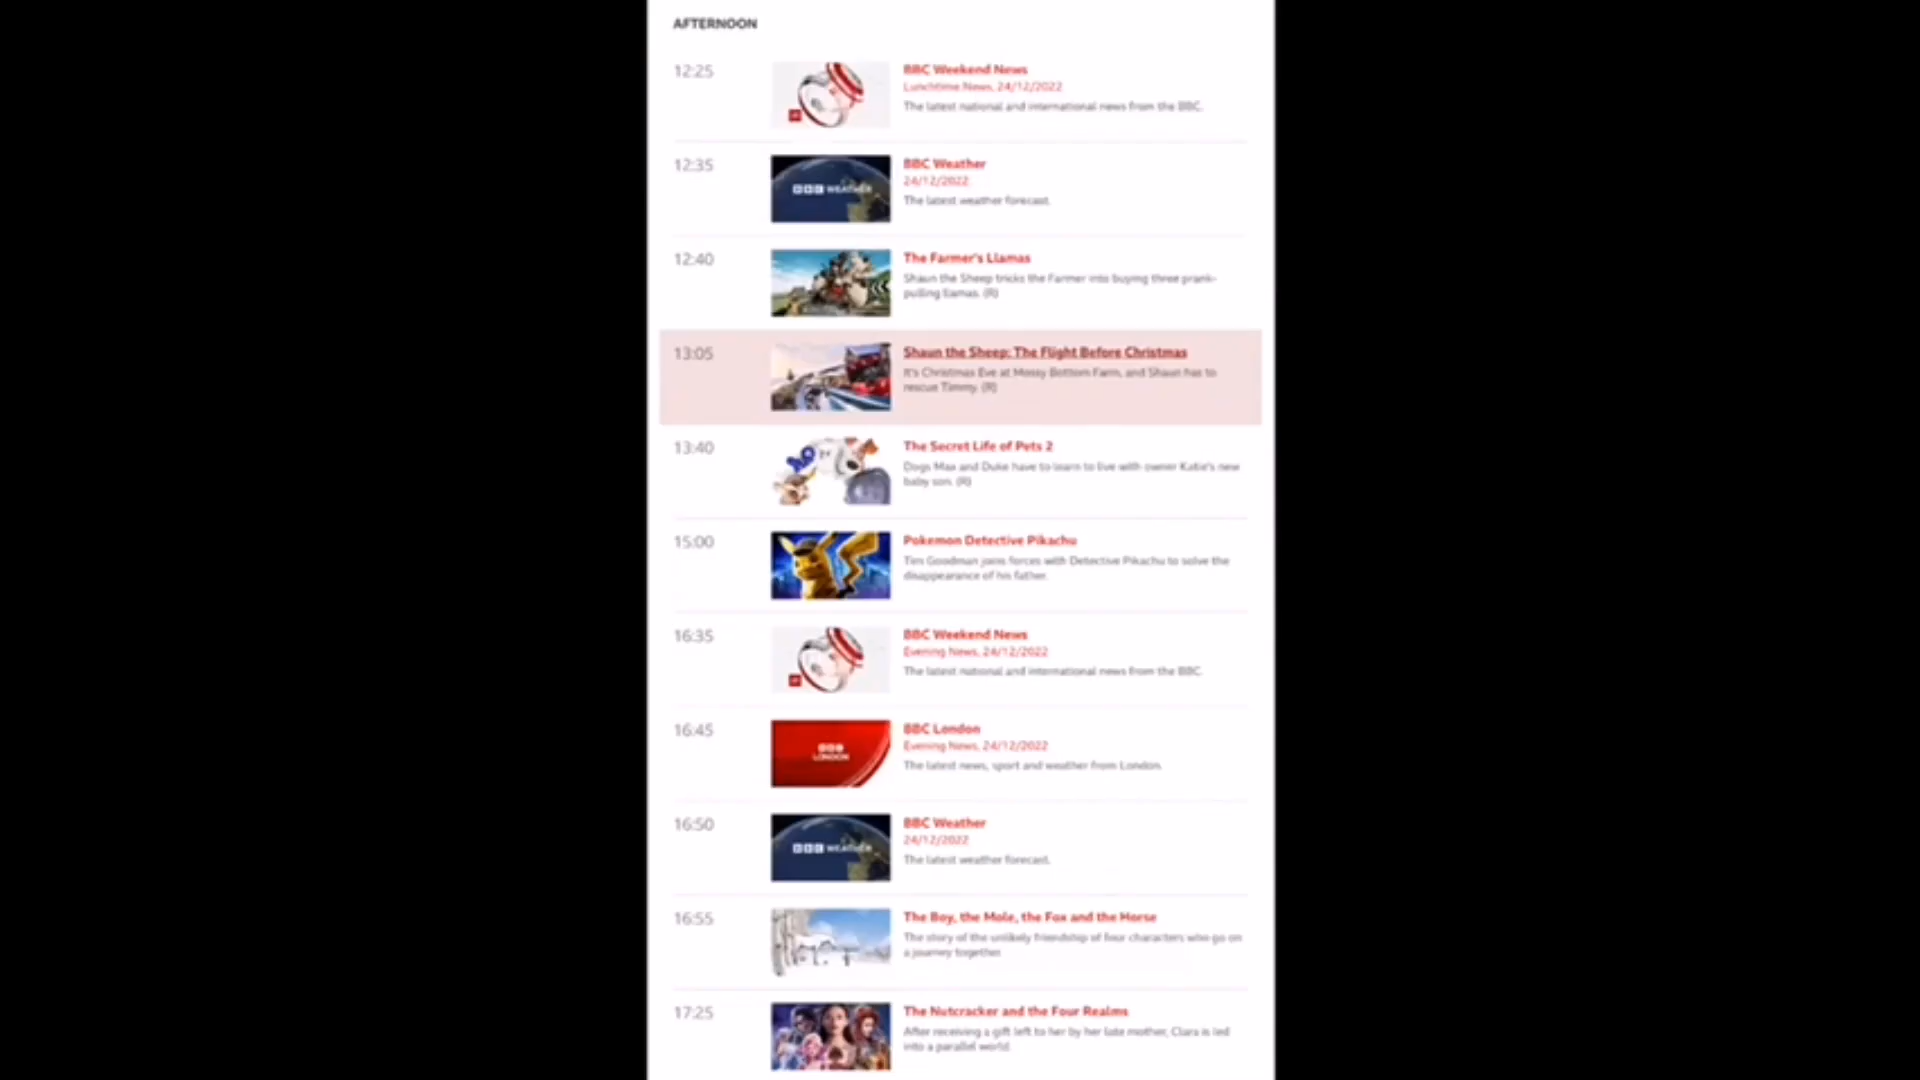 AFTERNOON
12:25
BBC Weekend News
Lunchtime News, 24/12/2022
The latest national and international news from the BBC.
12:35
BBC WEATHER
BBC Weather
24/12/2022
The latest weather forecast.
12:40
The Farmer's Llamas
Shaun the Sheep tricks the Farmer into buying three prank-
pulling llamas. (R)
13:05
Shaun the Sheep: The Flight Before Christmas
It's Christmas Eve at Mossy Bottom Farm, and Shaun has to
rescue Timmy. (R)
13:40
The Secret Life of Pets 2
Dogs Max and Duke have to learn to live with owner Katie's new
baby son. (R)
15:00
Pokemon Detective Pikachu
Tim Goodman joins forces with Detective Pikachu to solve the
disappearance of his father.
16:35
BBC Weekend News
Evening News, 24/12/2022
The latest national and international news from the BBC.
16:45
BBC
LONDON
BBC London
Evening News, 24/12/2022
The latest news, sport and weather from London.
16:50
BBC WEATHER
BBC Weather
24/12/2022
The latest weather forecast.
16:55
The Boy, the Mole, the Fox and the Horse
The story of the unlikely friendship of four characters who go on
a journey together.
17:25
The Nutcracker and the Four Realms
After receiving a gift left to her by her late mother, Clara is led
into a parallel world.